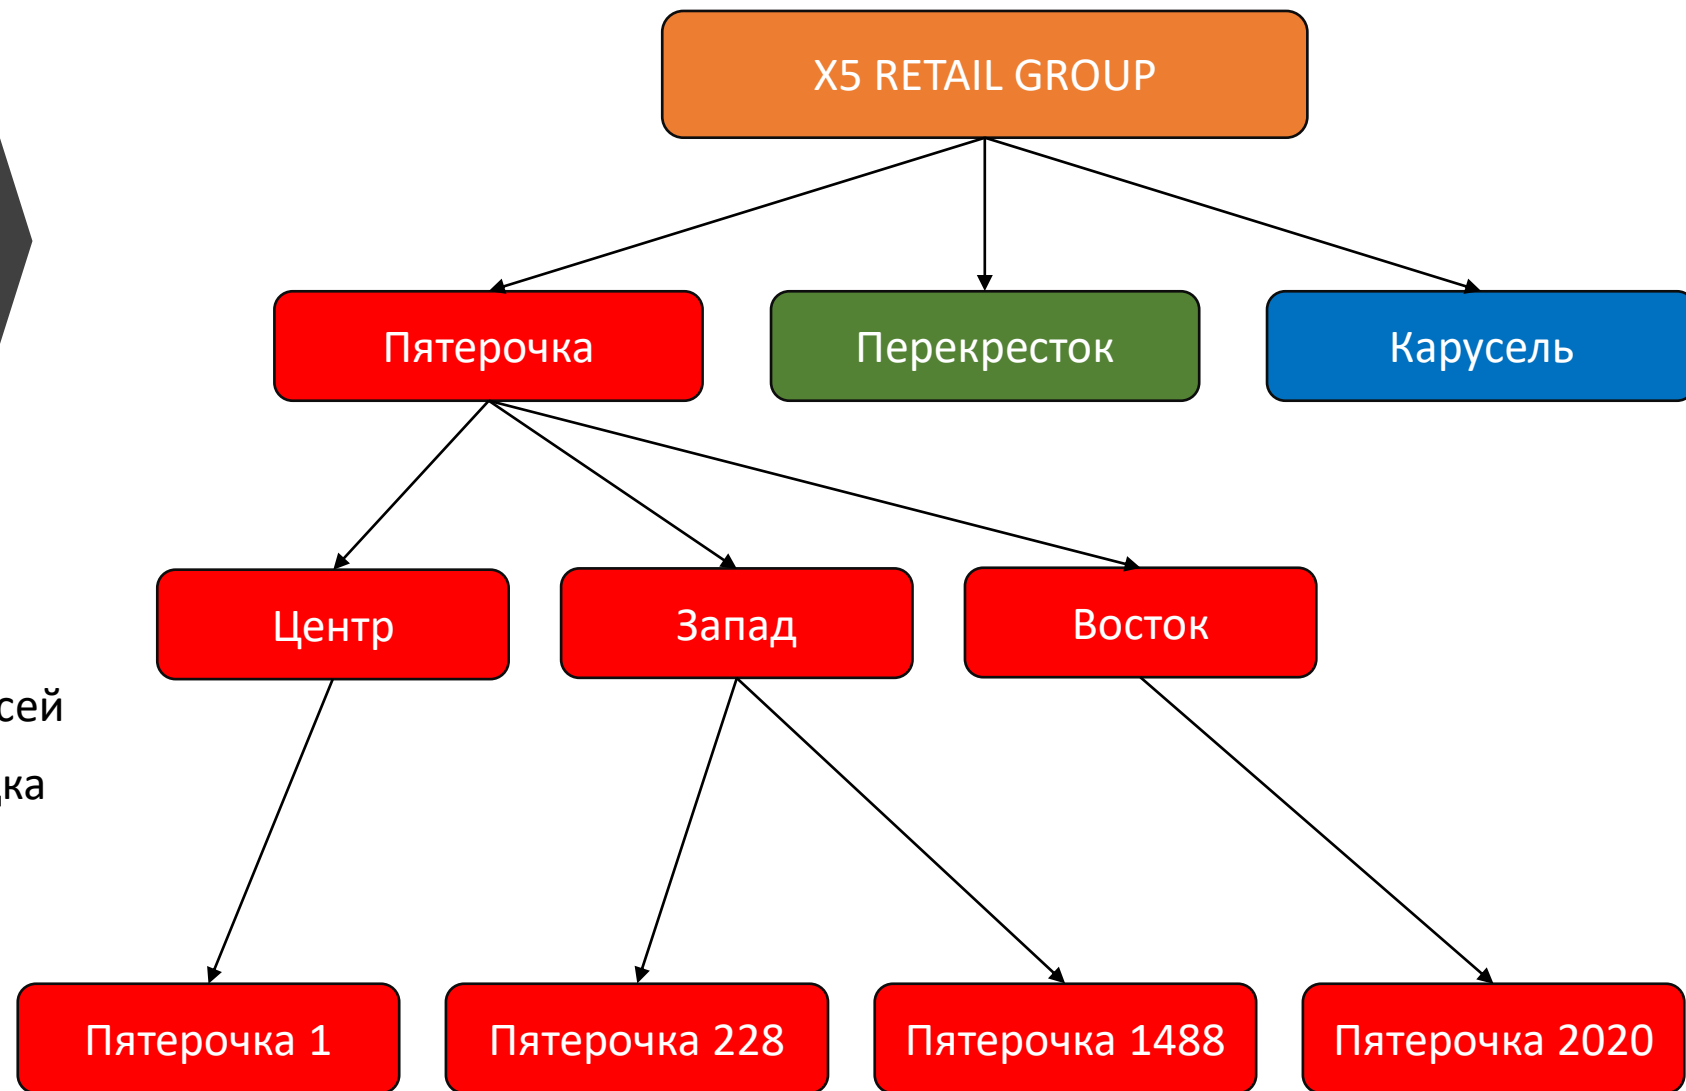 X5 RETAIL GROUP
Пятерочка
Перекресток
Карусель
Центр
Запад
Восток
Пятерочка 1
Пятерочка 228
Пятерочка 1488
Пятерочка 2020